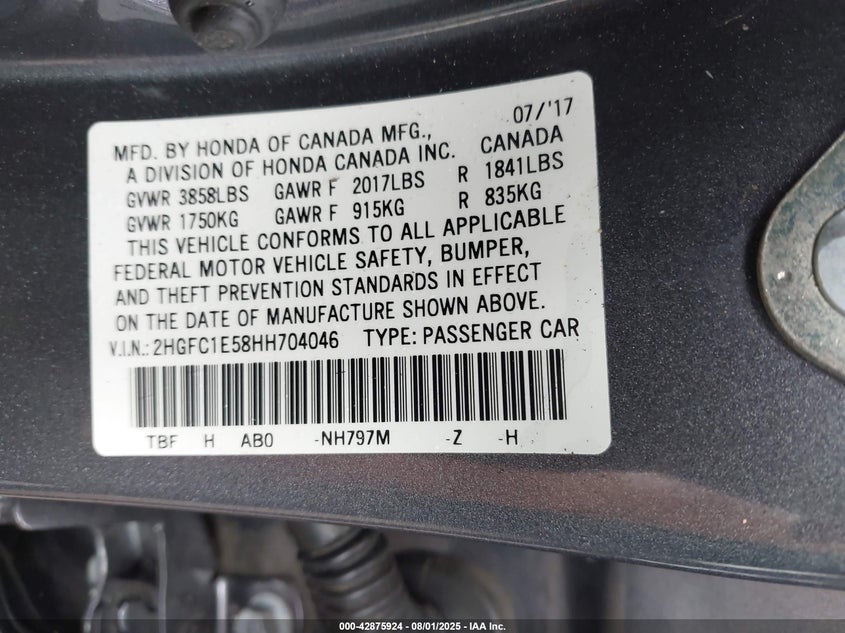 07/'17
MFD. BY HONDA OF CANADA MFG., CANADA
A DIVISION OF HONDA CANADA INC.
GVWR 3858LBS GAWR F 2017LBS R 1841LBS
GVWR 1750KG GAWR F 915KG R 835KG
THIS VEHICLE CONFORMS TO ALL APPLICABLE
FEDERAL MOTOR VEHICLE SAFETY, BUMPER,
AND THEFT PREVENTION STANDARDS IN EFFECT
ON THE DATE OF MANUFACTURE SHOWN ABOVE.
V.I.N.: 2HGFC1E58HH704046 TYPE: PASSENGER CAR
TBF H AB0 -NH797M -Z -H
000-42875924 - 08/01/2025 - IAA Inc.